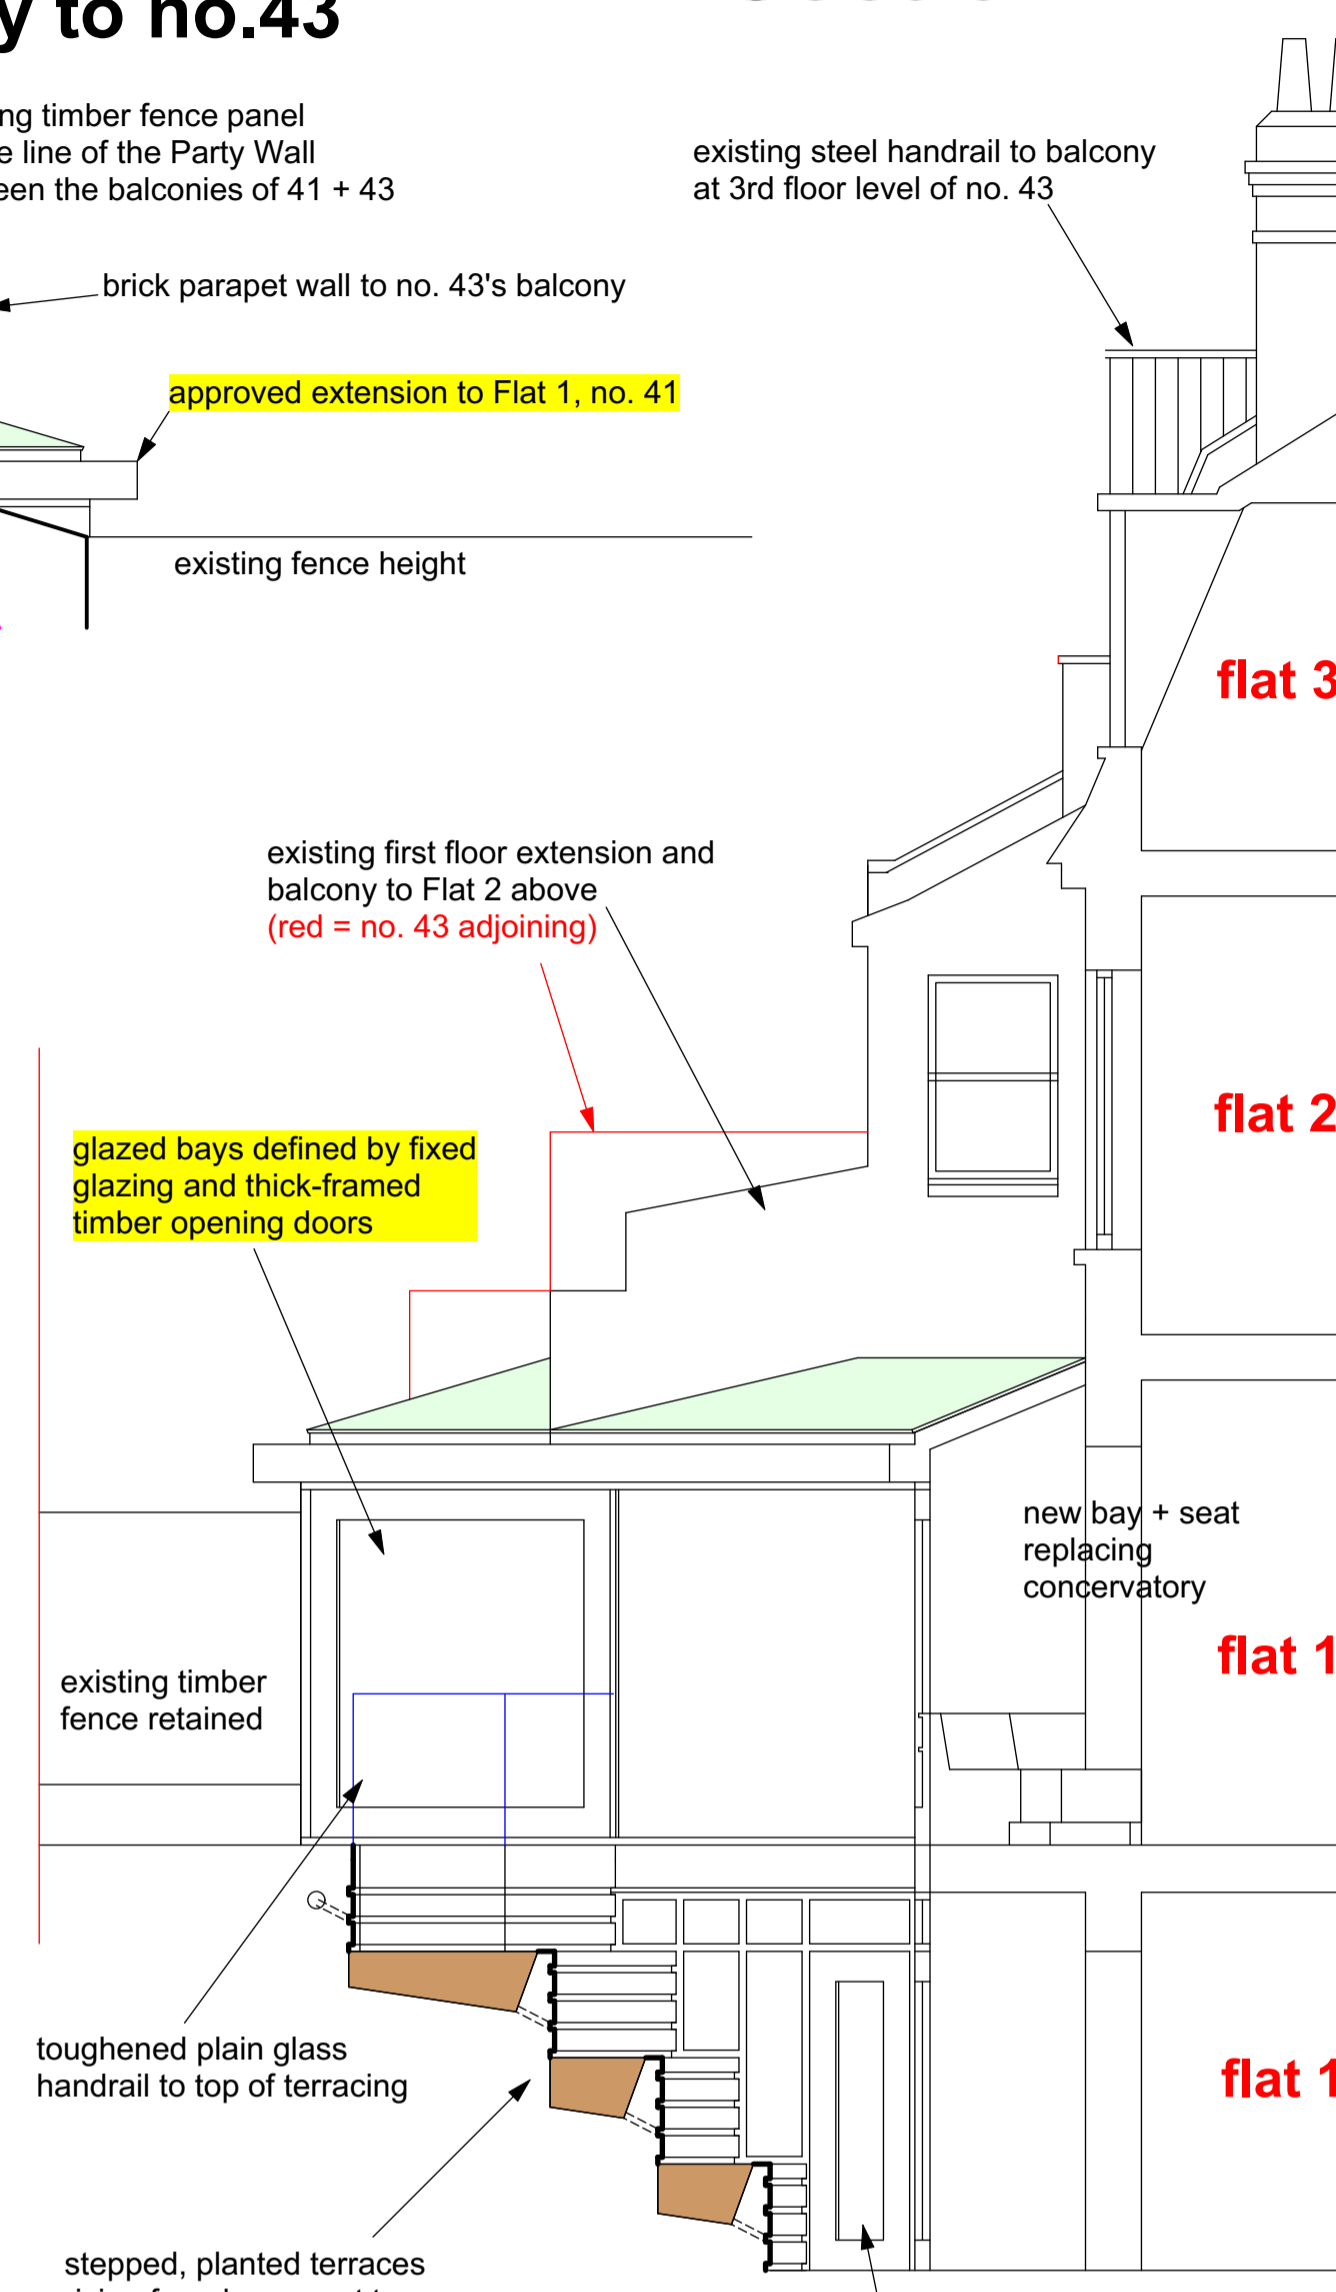 y to no.43
ng timber fence panel
e line of the Party Wall
een the balconies of 41 + 43
existing steel handrail to balcony
at 3rd floor level of no. 43
brick parapet wall to no. 43's balcony
approved extension to Flat 1, no. 41
existing fence height
flat 3
existing first floor extension and
balcony to Flat 2 above
(red = no. 43 adjoining)
flat 2
glazed bays defined by fixed
glazing and thick-framed
timber opening doors
new bay + seat
replacing
concervatory
flat 1
existing timber
fence retained
toughened plain glass
handrail to top of terracing
flat 1
stepped, planted terraces